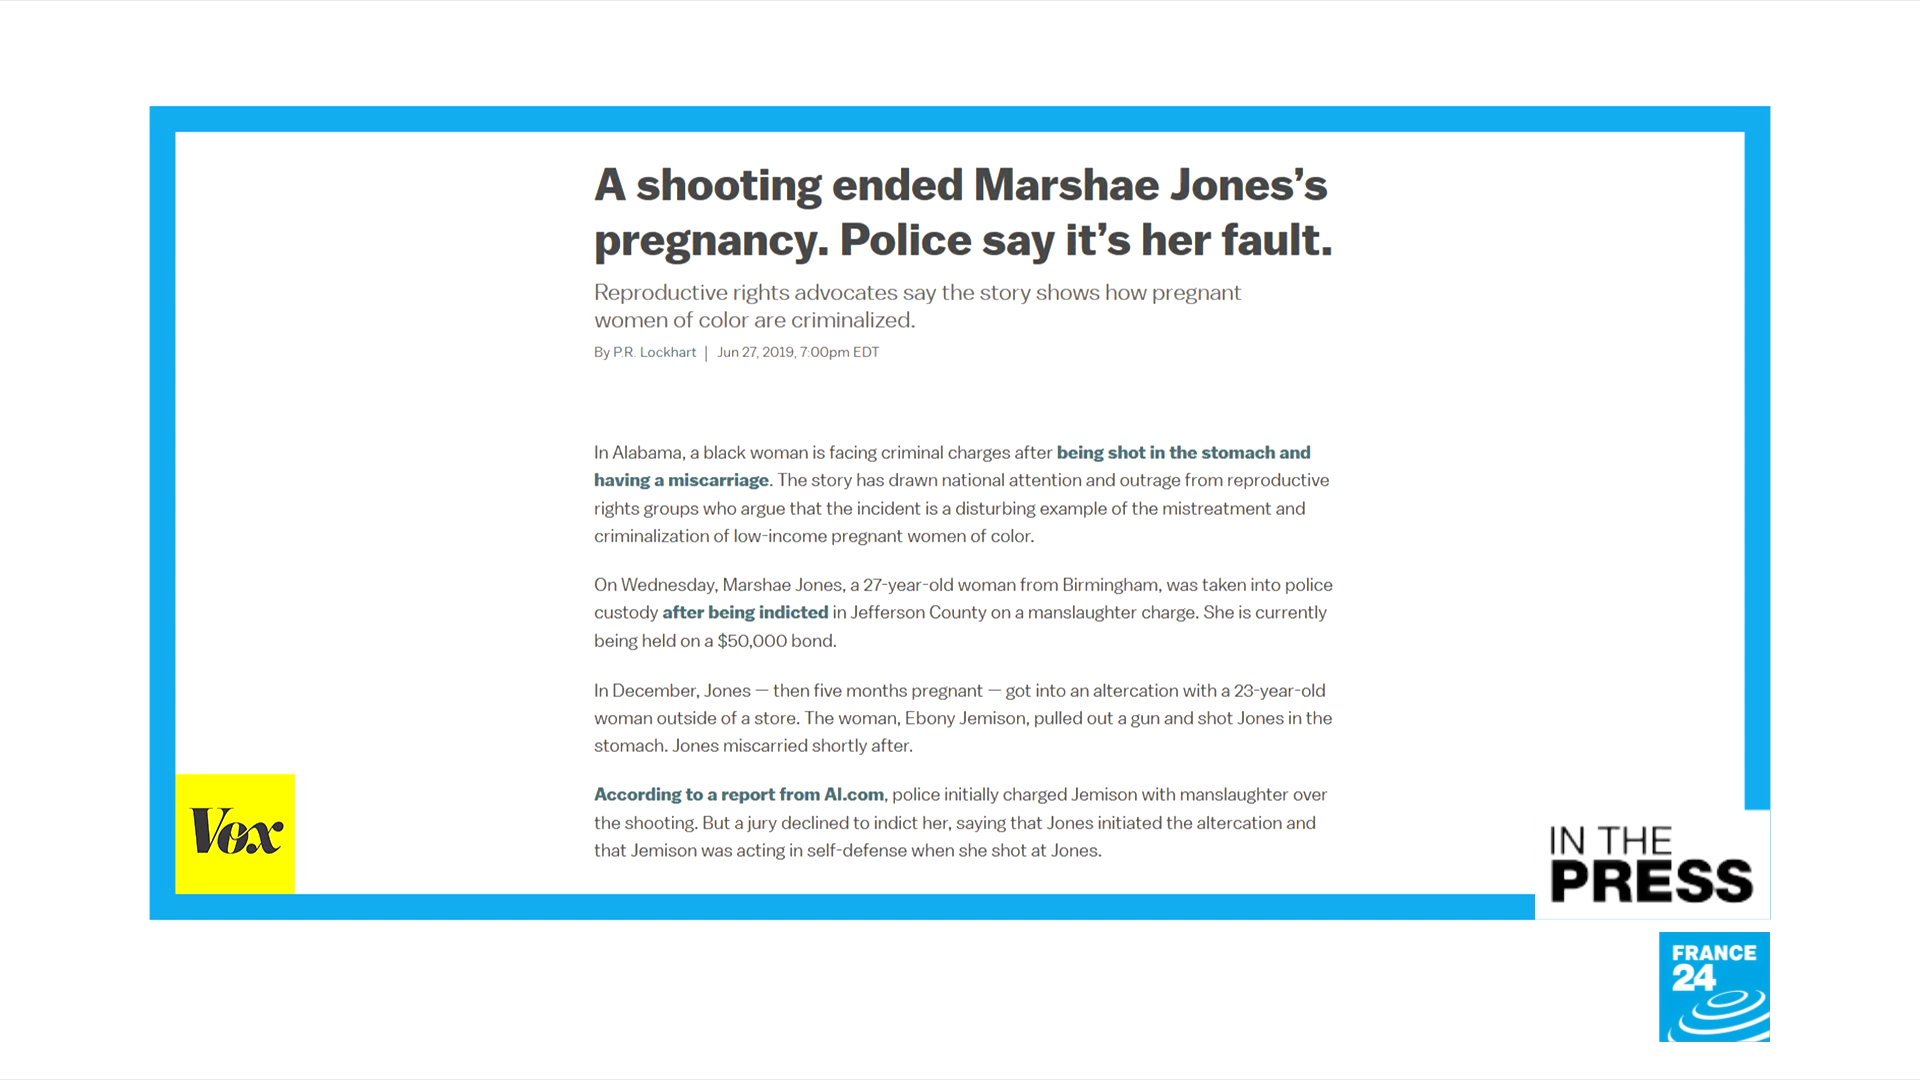 A shooting ended Marshae Jones’s
pregnancy. Police say it’s her fault.
Reproductive rights advocates say the story shows how pregnant
women of color are criminalized.
By P.R. Lockhart | Jun 27, 2019, 7:00pm EDT
In Alabama, a black woman is facing criminal charges after being shot in the stomach and
having a miscarriage. The story has drawn national attention and outrage from reproductive
rights groups who argue that the incident is a disturbing example of the mistreatment and
criminalization of low-income pregnant women of color.
On Wednesday, Marshae Jones, a 27-year-old woman from Birmingham, was taken into police
custody after being indicted in Jefferson County on a manslaughter charge. She is currently
being held on a $50,000 bond.
In December, Jones — then five months pregnant — got into an altercation with a 23-year-old
woman outside of a store. The woman, Ebony Jemison, pulled out a gun and shot Jones in the
stomach. Jones miscarried shortly after.
According to a report from Al.com, police initially charged Jemison with manslaughter over
the shooting. But a jury declined to indict her, saying that Jones initiated the altercation and
that Jemison was acting in self-defense when she shot at Jones.
Vox
IN THE
PRESS
FRANCE
24